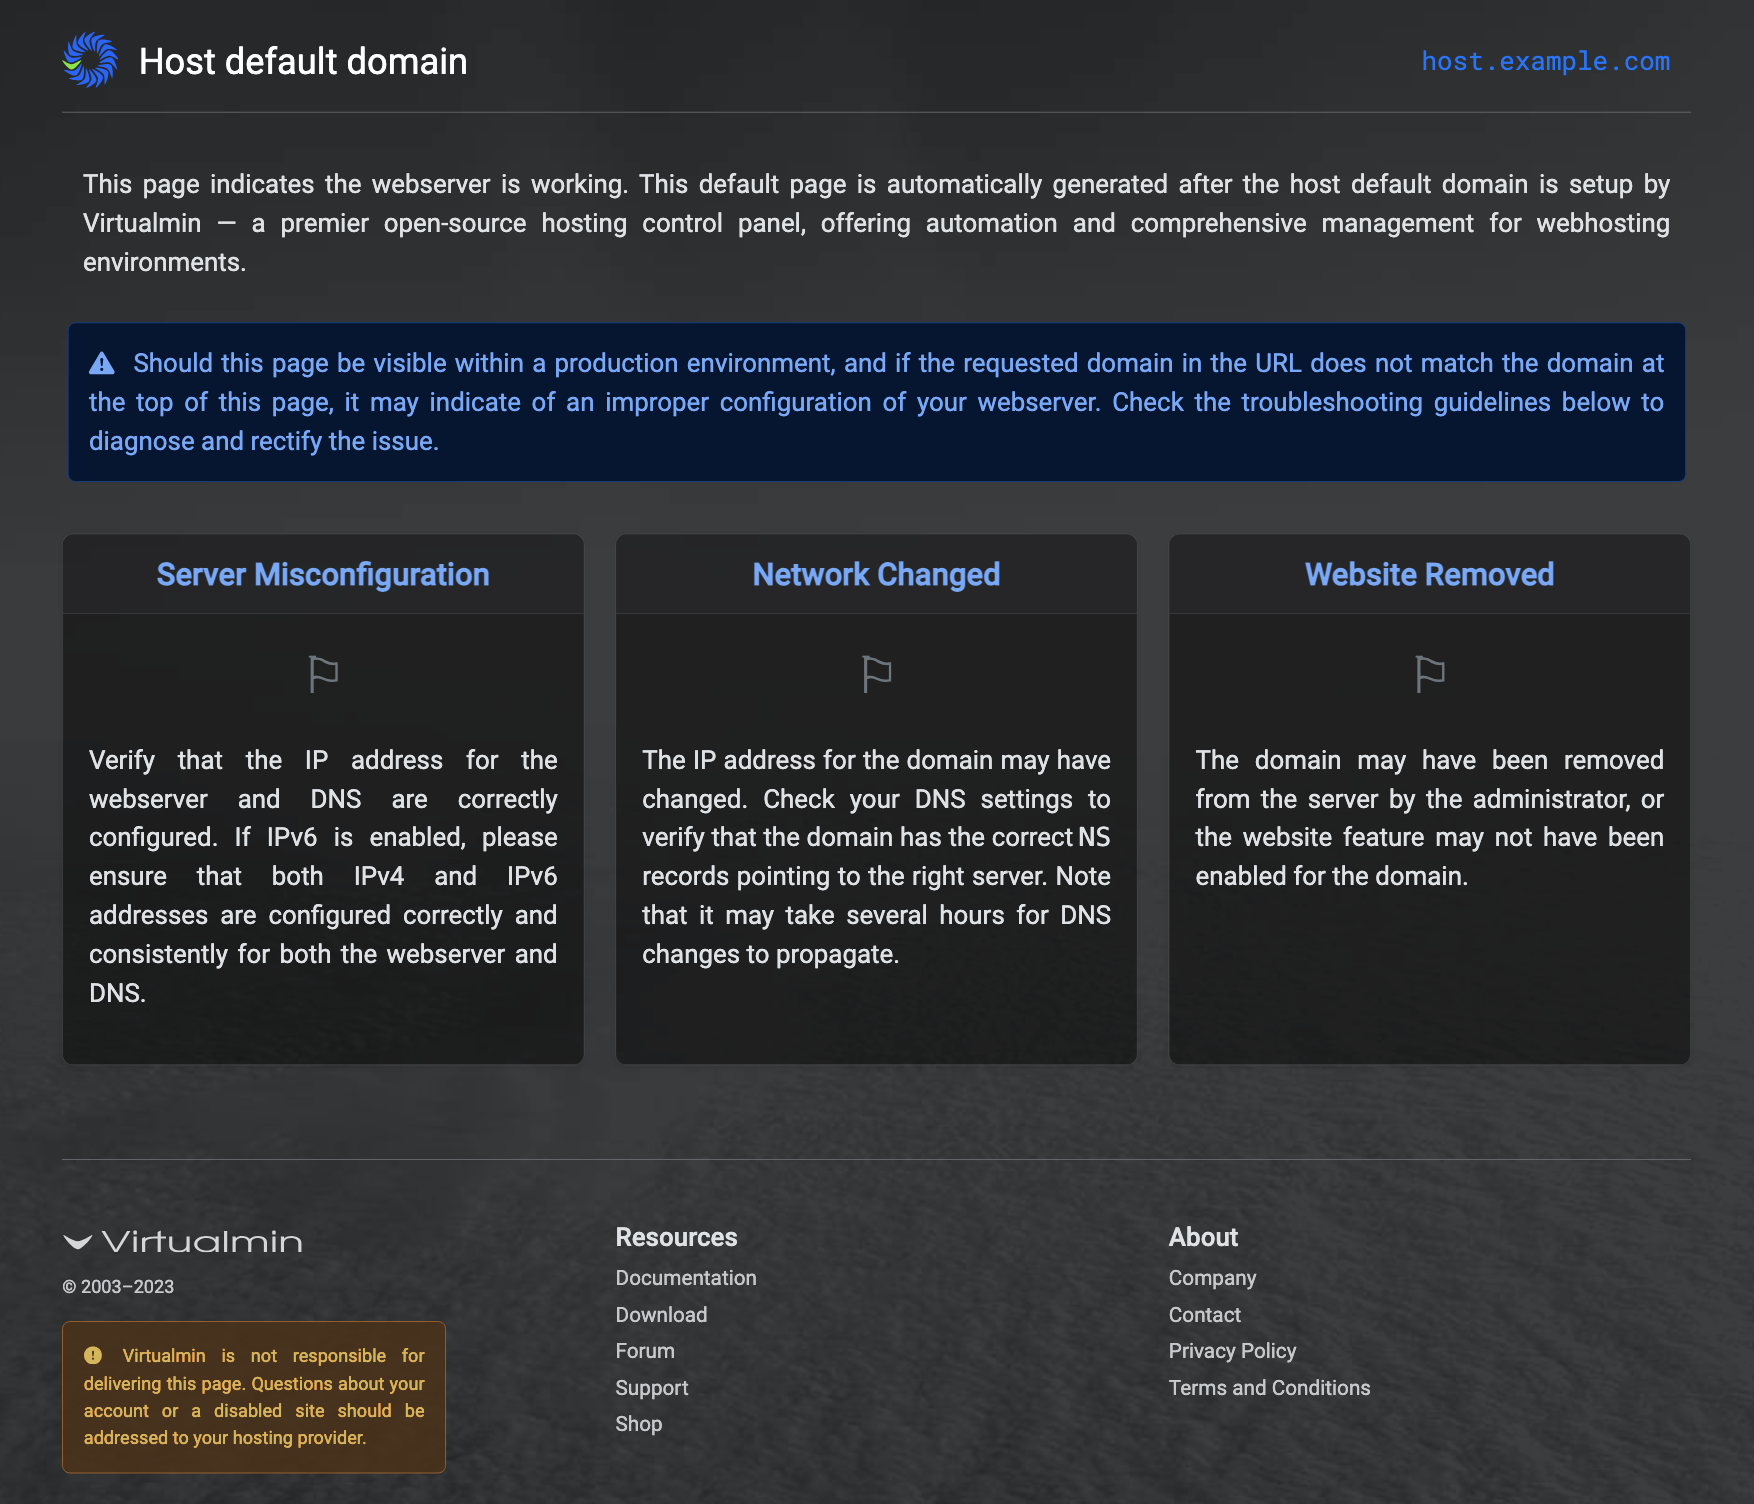 Host default domain
host.example.com
This page indicates the webserver is working. This default page is automatically generated after the host default domain is setup by
Virtualmin — a premier open-source hosting control panel, offering automation and comprehensive management for webhosting
environments.
Should this page be visible within a production environment, and if the requested domain in the URL does not match the domain at
the top of this page, it may indicate of an improper configuration of your webserver. Check the troubleshooting guidelines below to
diagnose and rectify the issue.
Server Misconfiguration
Verify that the IP address for the
webserver and DNS are correctly
configured. If IPv6 is enabled, please
ensure that both IPv4 and IPv6
addresses are configured correctly and
consistently for both the webserver and
DNS.
Network Changed
The IP address for the domain may have
changed. Check your DNS settings to
verify that the domain has the correct NS
records pointing to the right server. Note
that it may take several hours for DNS
changes to propagate.
Website Removed
The domain may have been removed
from the server by the administrator, or
the website feature may not have been
enabled for the domain.
Virtualmin
© 2003–2023
Virtualmin is not responsible for
delivering this page. Questions about your
account or a disabled site should be
addressed to your hosting provider.
Resources
Documentation
Download
Forum
Support
Shop
About
Company
Contact
Privacy Policy
Terms and Conditions